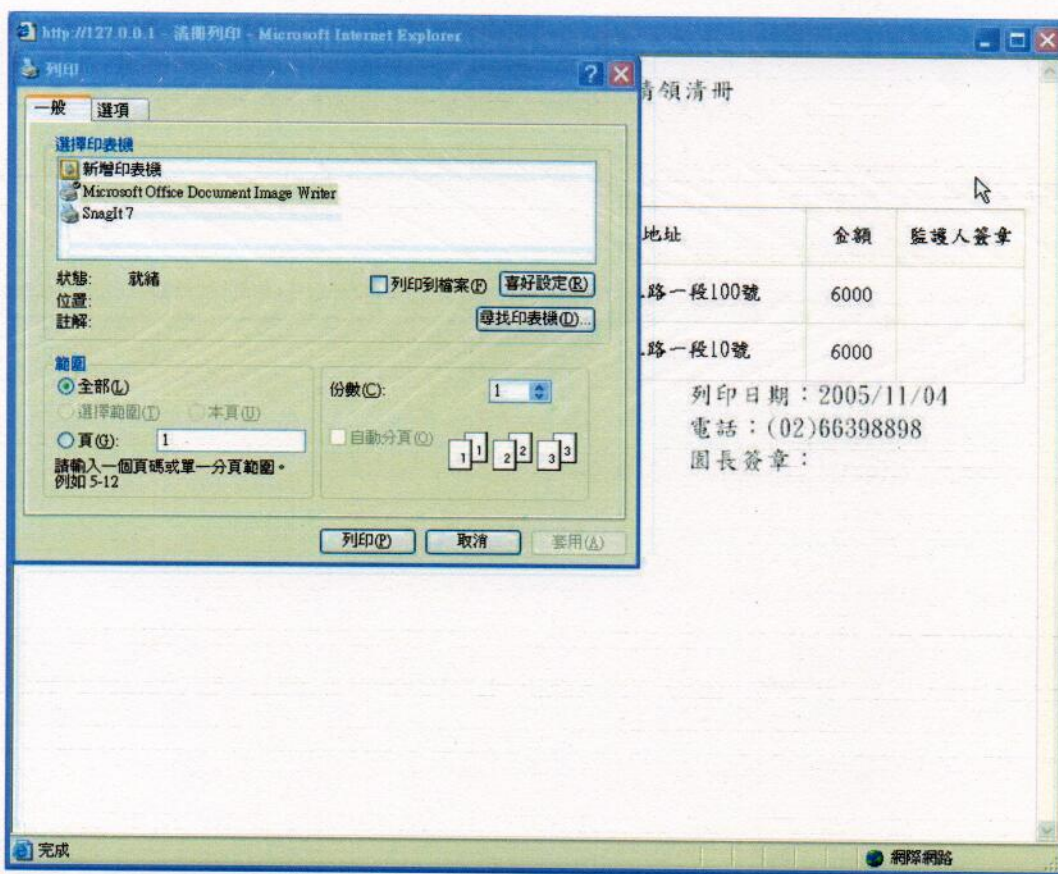 http://127.0.0.1 - 清冊列印 - Microsoft Internet Explorer
列印
一般 選項
選擇印表機
新增印表機
Microsoft Office Document Image Writer
SnagIt 7
狀態: 就緒
位置:
註解:
列印到檔案(F) 喜好設定(R)
尋找印表機(D)...
範圍
全部(L)
選擇範圍(T) 本頁(U)
頁(G): 1
請輸入一個頁碼或單一分頁範圍。
例如 5-12
份數(C): 1
自動分頁(O)
1 1 2 2 3 3
列印(P) 取消 套用(A)
請領清冊
地址 金額 監護人簽章
路一段100號 6000
路一段10號 6000
列印日期：2005/11/04
電話：(02)66398898
園長簽章：
完成 網際網路